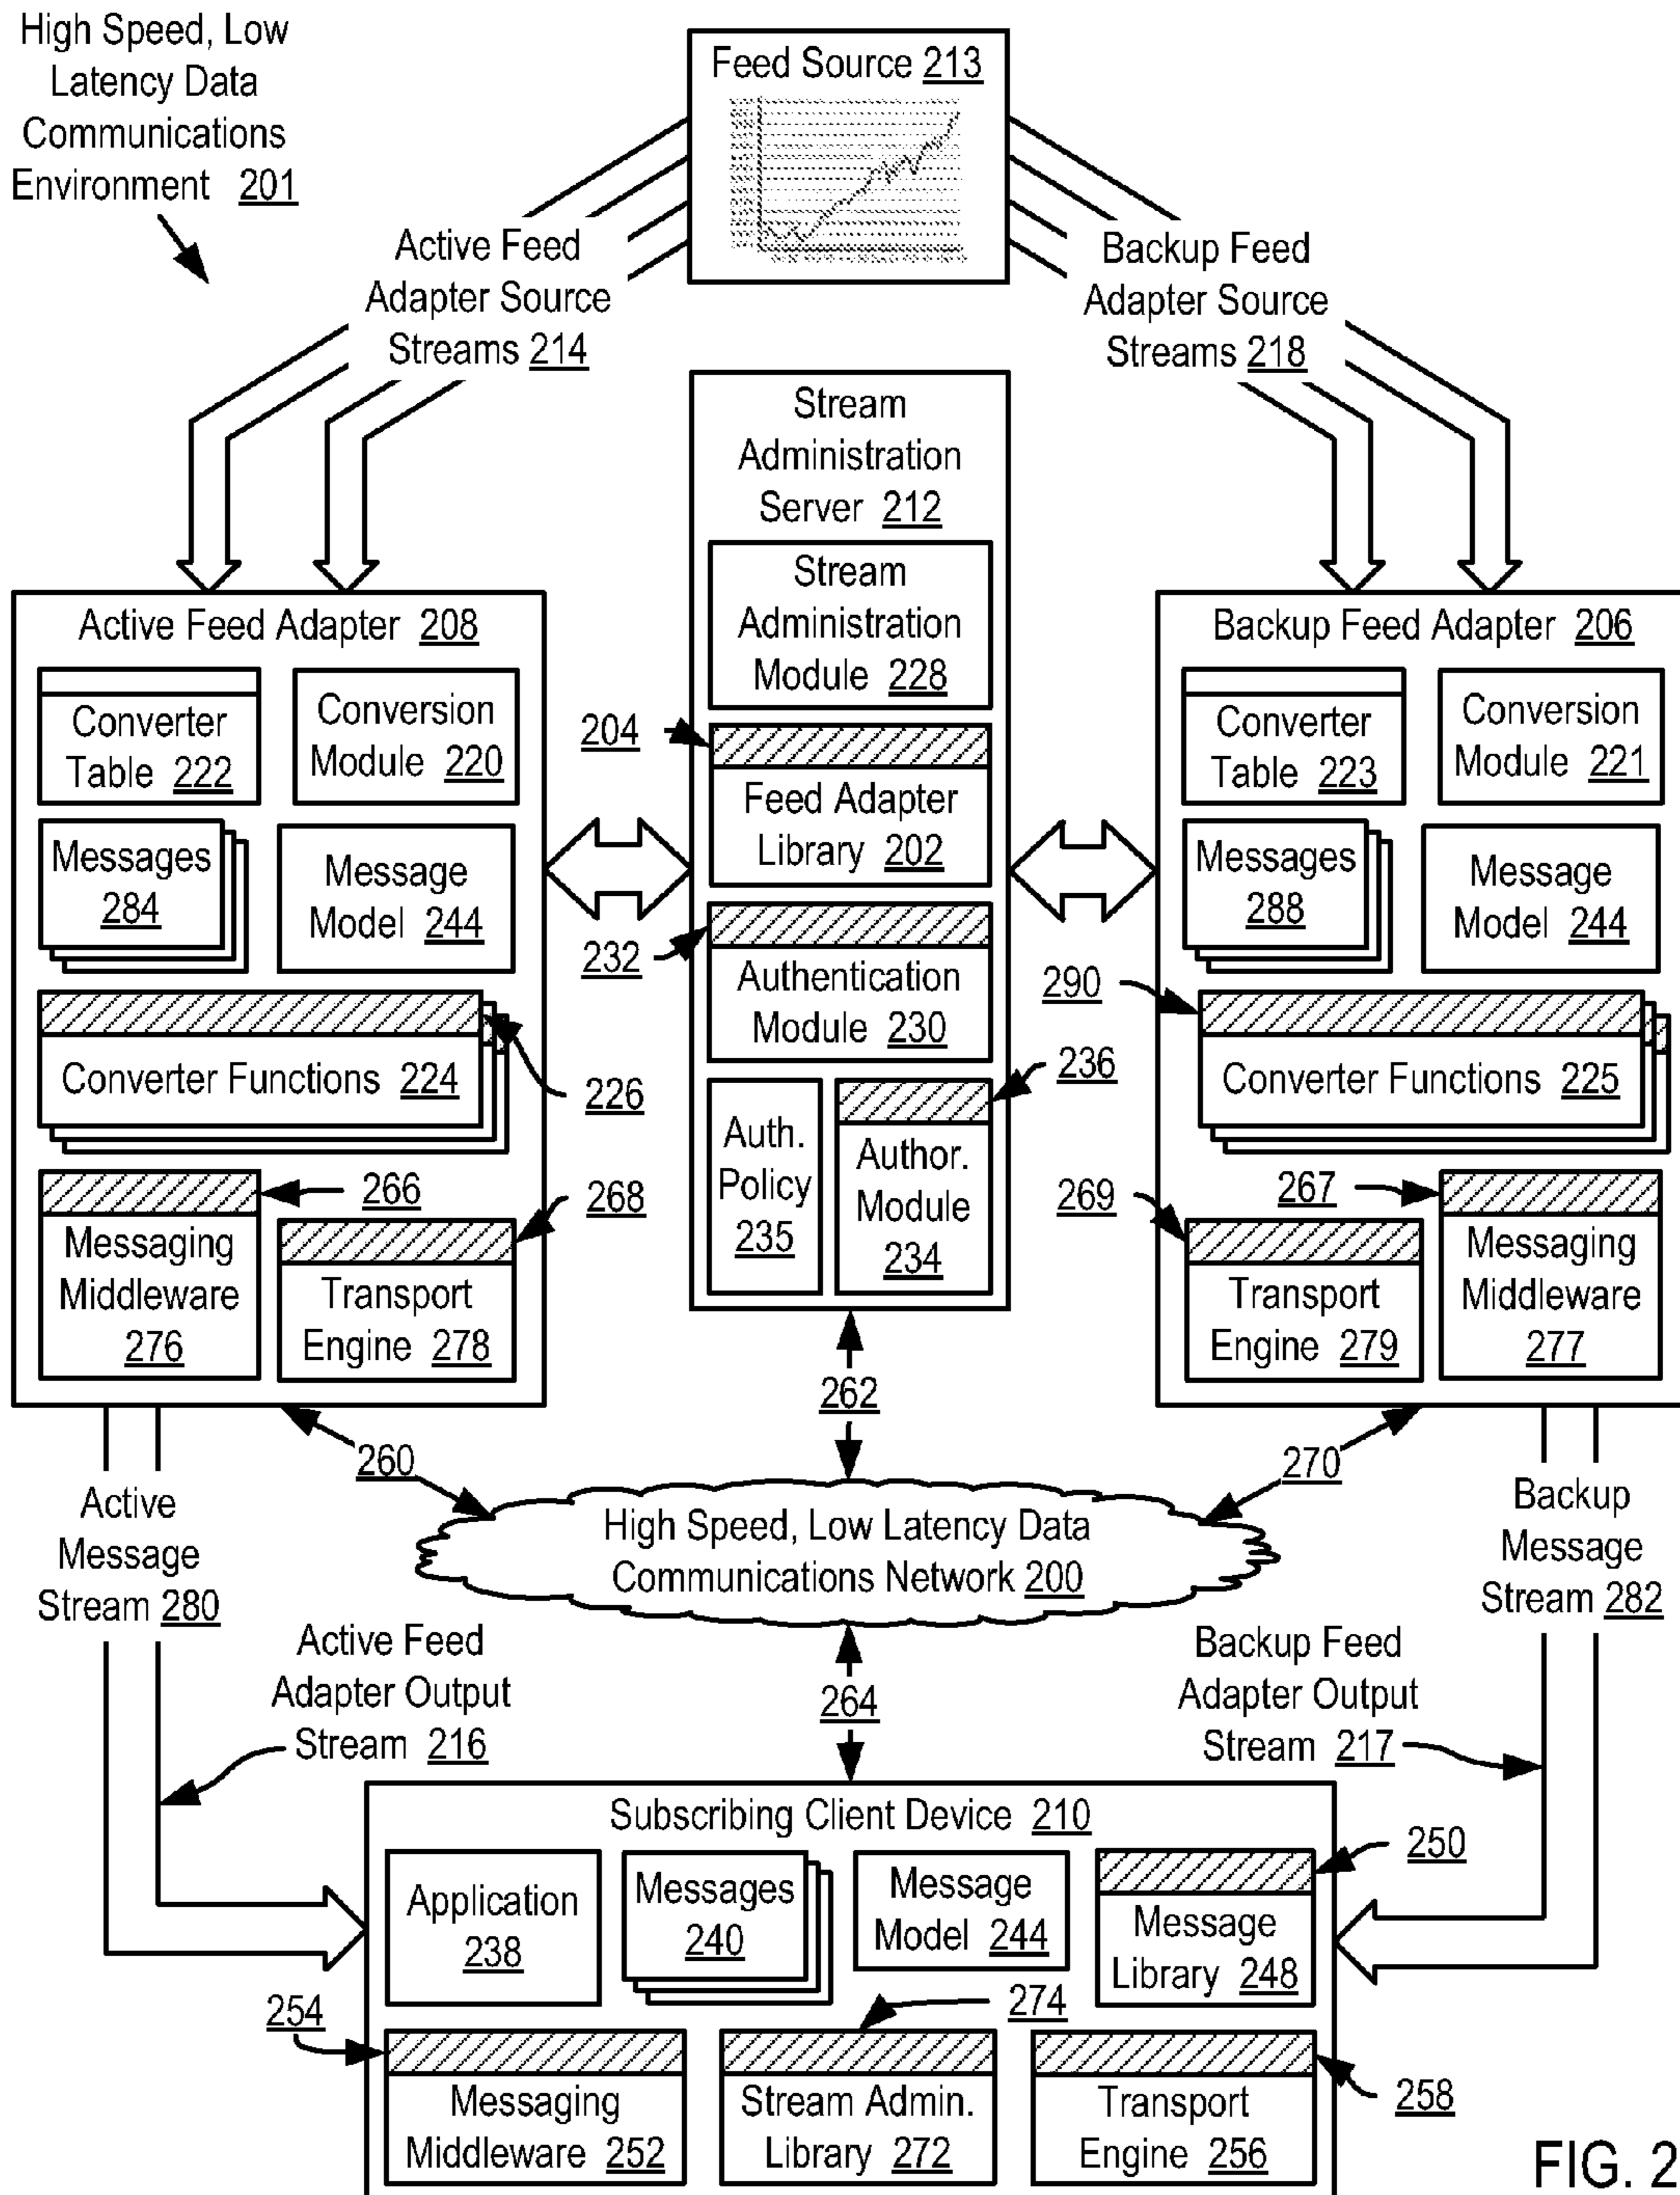 High Speed, Low
Latency Data
Communications
Environment 201
Feed Source 213
Active Feed
Adapter Source
Streams 214
Backup Feed
Adapter Source
Streams 218
Stream
Administration
Server 212
Stream
Administration
Module 228
204
Feed Adapter
Library 202
232
Authentication
Module 230
236
Auth.
Policy
235
Author.
Module
234
Active Feed Adapter 208
Converter
Table 222
Conversion
Module 220
Messages
284
Message
Model 244
Converter Functions 224
226
266
Messaging
Middleware
276
268
Transport
Engine 278
Backup Feed Adapter 206
Converter
Table 223
Conversion
Module 221
Messages
288
Message
Model 244
290
Converter Functions 225
269
Transport
Engine 279
267
Messaging
Middleware
277
260
262
270
High Speed, Low Latency Data
Communications Network 200
Active
Message
Stream 280
Backup
Message
Stream 282
Active Feed
Adapter Output
Stream 216
264
Backup Feed
Adapter Output
Stream 217
Subscribing Client Device 210
Application
238
Messages
240
Message
Model 244
250
Message
Library 248
254
Messaging
Middleware 252
274
Stream Admin.
Library 272
258
Transport
Engine 256
FIG. 2